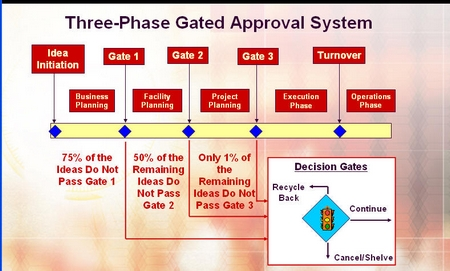 Three-Phase Gated Approval System
Idea
Initiation
Gate 1
Gate 2
Gate 3
Turnover
Business
Planning
Facility
Planning
Project
Planning
Execution
Phase
Operations
Phase
75% of the
Ideas Do Not
Pass Gate 1
50% of the
Remaining
Ideas Do
Not Pass
Gate 2
Only 1% of
the
Remaining
Ideas Do Not
Pass Gate 3
Decision Gates
Recycle
Back
Continue
Cancel/Shelve